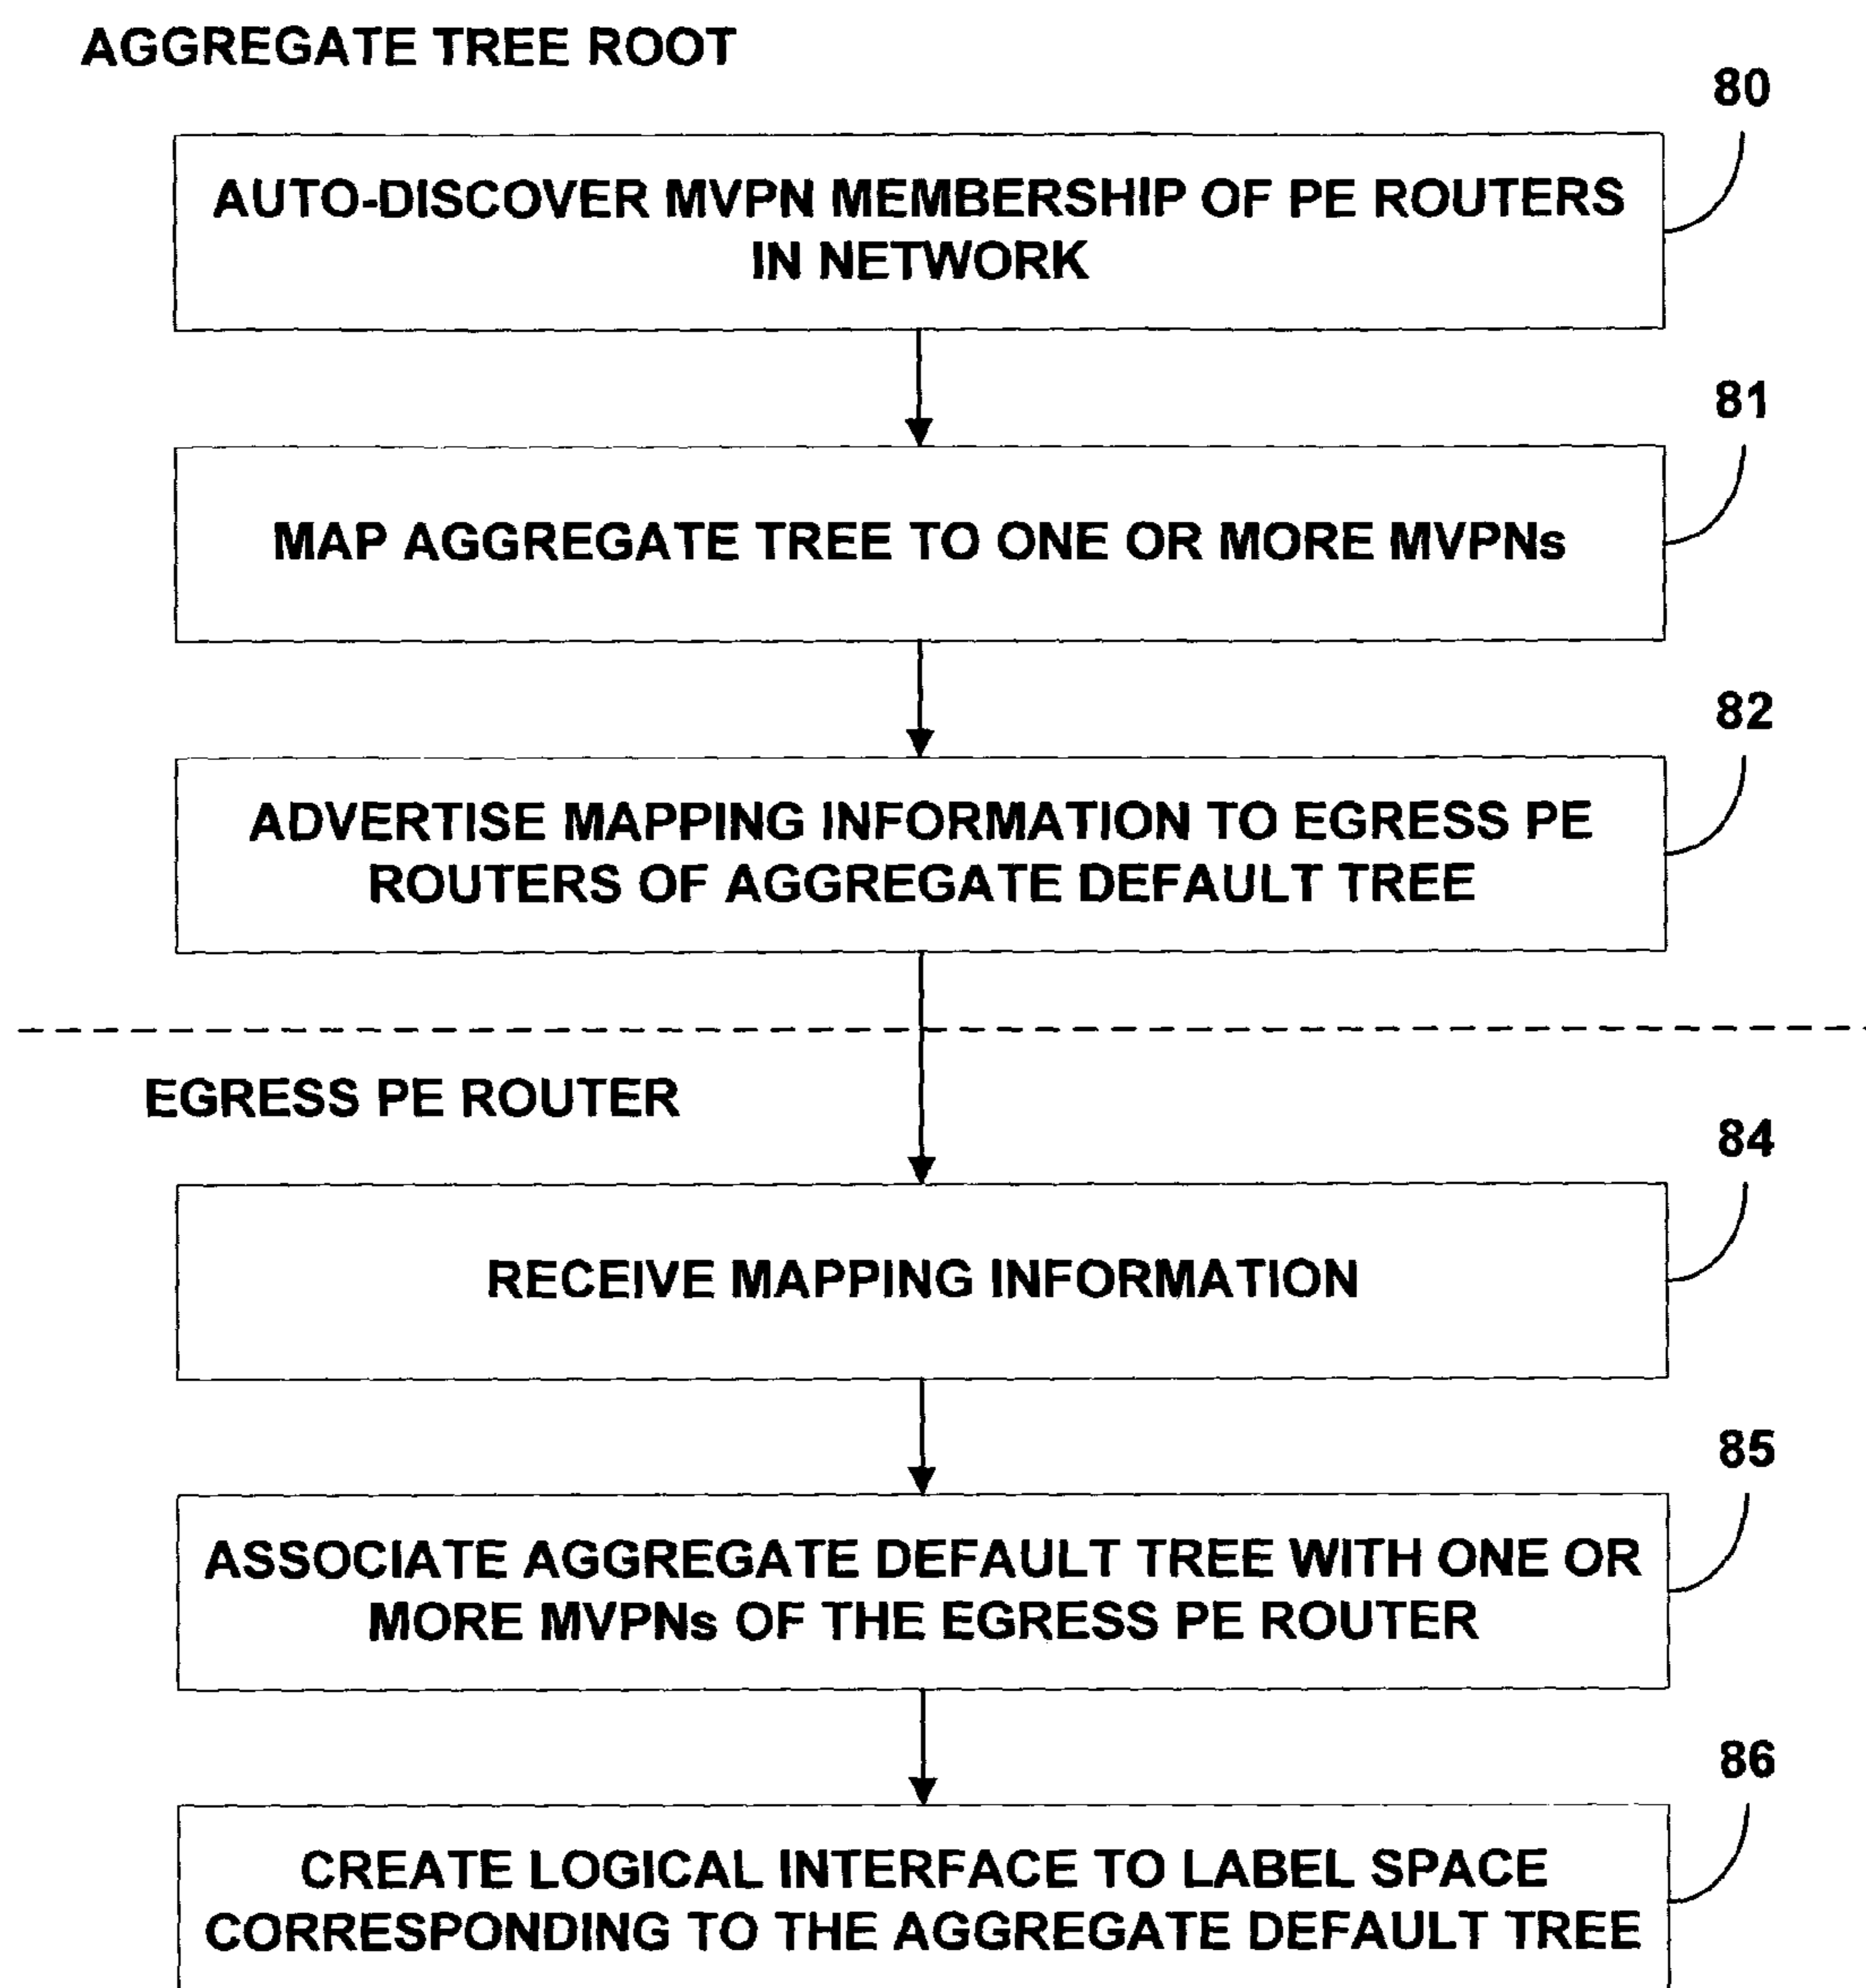 AGGREGATE TREE ROOT
80
AUTO-DISCOVER MVPN MEMBERSHIP OF PE ROUTERS
IN NETWORK
81
MAP AGGREGATE TREE TO ONE OR MORE MVPNs
82
ADVERTISE MAPPING INFORMATION TO EGRESS PE
ROUTERS OF AGGREGATE DEFAULT TREE
EGRESS PE ROUTER
84
RECEIVE MAPPING INFORMATION
85
ASSOCIATE AGGREGATE DEFAULT TREE WITH ONE OR
MORE MVPNs OF THE EGRESS PE ROUTER
86
CREATE LOGICAL INTERFACE TO LABEL SPACE
CORRESPONDING TO THE AGGREGATE DEFAULT TREE